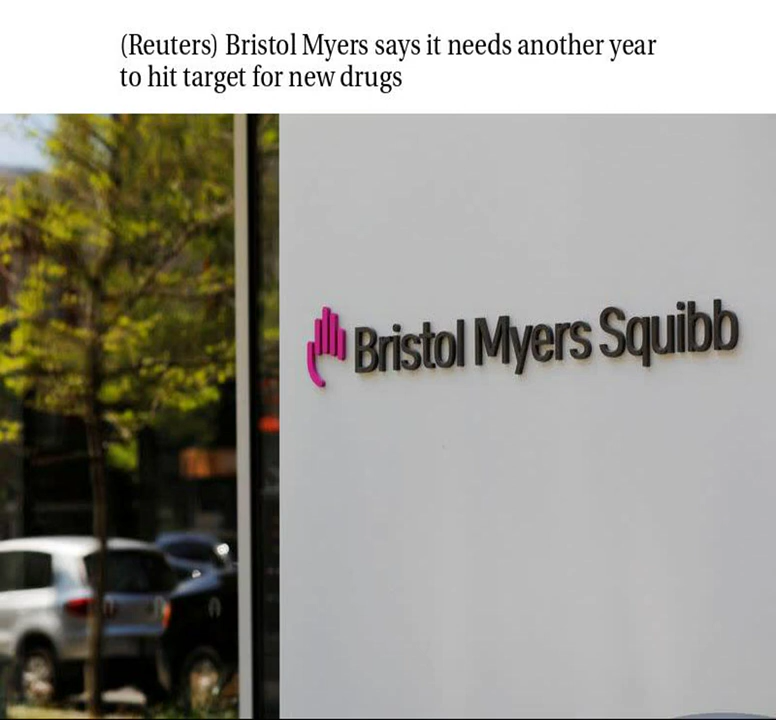 (Reuters) Bristol Myers says it needs another year
to hit target for new drugs
Bristol Myers Squibb